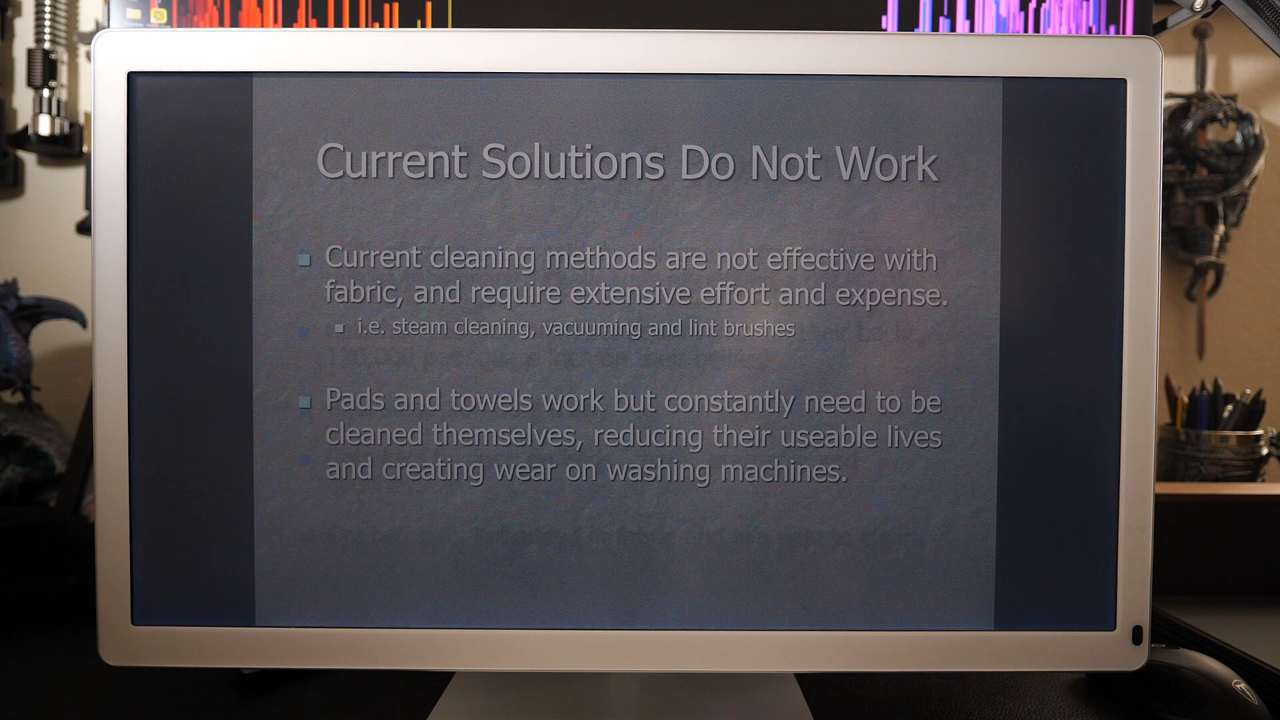 Current Solutions Do Not Work
Current cleaning methods are not effective with
fabric, and require extensive effort and expense.
i.e. steam cleaning, vacuuming and lint brushes
Pads and towels work but constantly need to be
cleaned themselves, reducing their useable lives
and creating wear on washing machines.